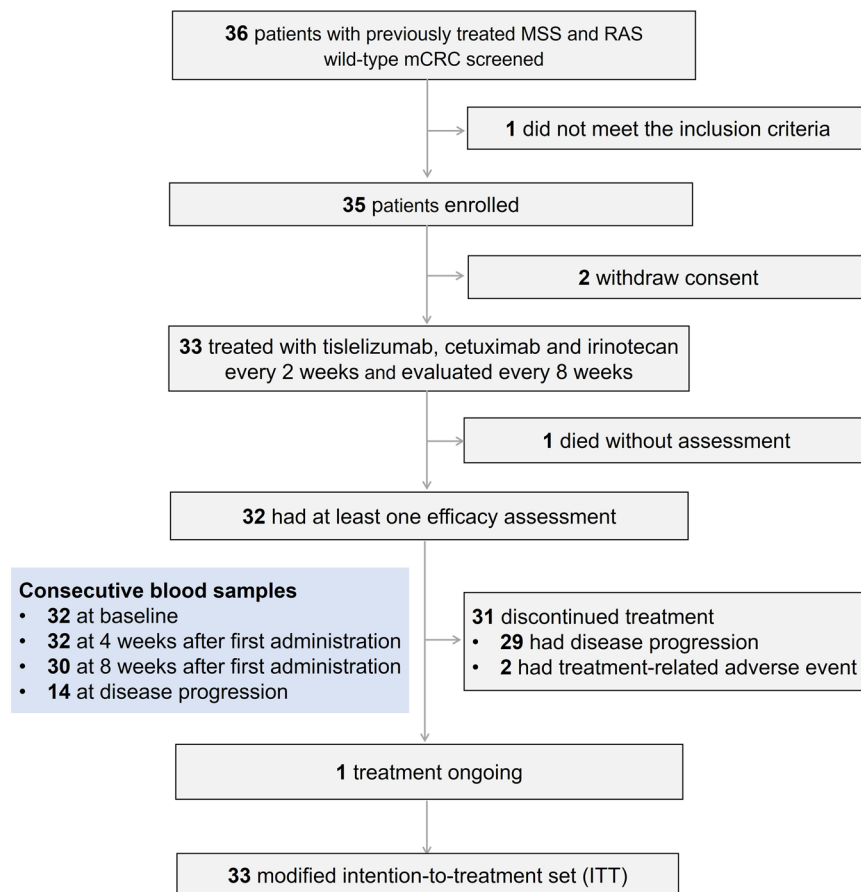 36 patients with previously treated MSS and RAS
wild-type mCRC screened
1 did not meet the inclusion criteria
35 patients enrolled
2 withdraw consent
33 treated with tislelizumab, cetuximab and irinotecan
every 2 weeks and evaluated every 8 weeks
1 died without assessment
32 had at least one efficacy assessment
Consecutive blood samples
• 32 at baseline
• 32 at 4 weeks after first administration
• 30 at 8 weeks after first administration
• 14 at disease progression
31 discontinued treatment
• 29 had disease progression
• 2 had treatment-related adverse event
1 treatment ongoing
33 modified intention-to-treat set (ITT)